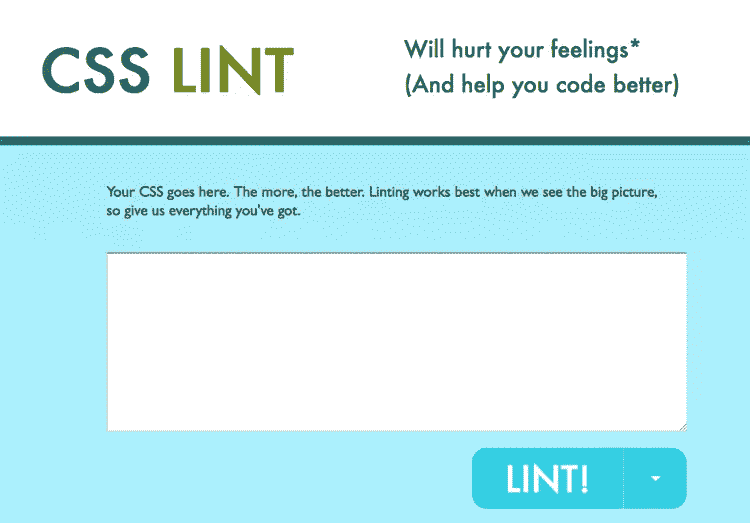 CSS LINT
Will hurt your feelings*
(And help you code better)
Your CSS goes here. The more, the better. Linting works best when we see the big picture,
so give us everything you've got.
LINT!